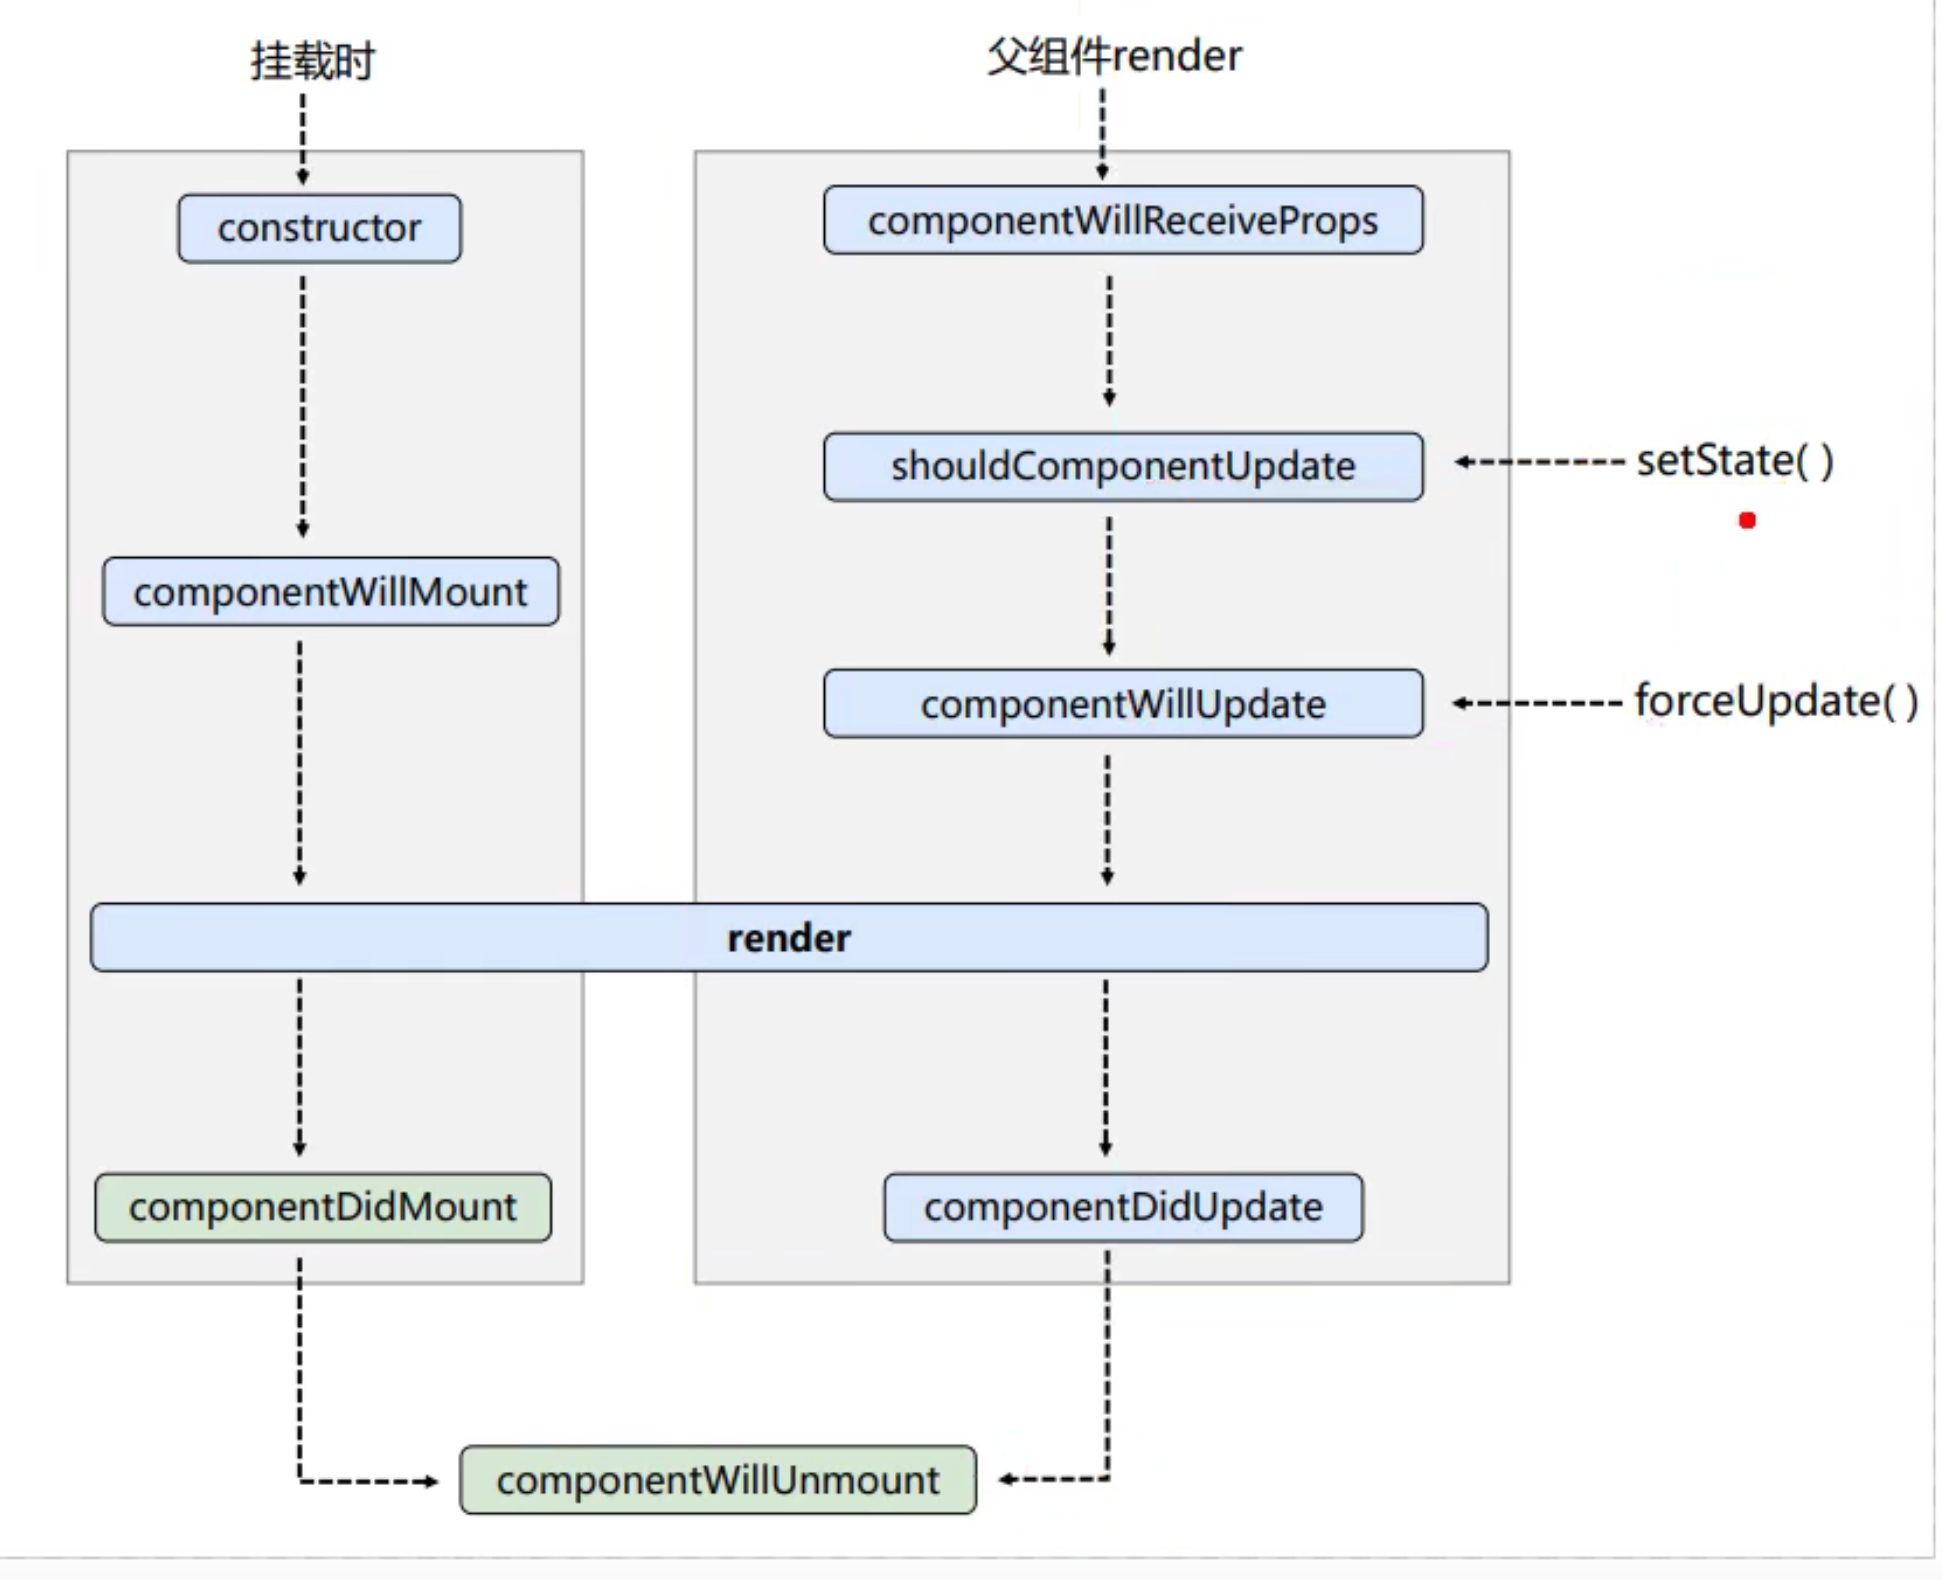 挂载时
父组件render
constructor
componentWillReceiveProps
shouldComponentUpdate
setState( )
componentWillMount
componentWillUpdate
forceUpdate( )
render
componentDidMount
componentDidUpdate
componentWillUnmount